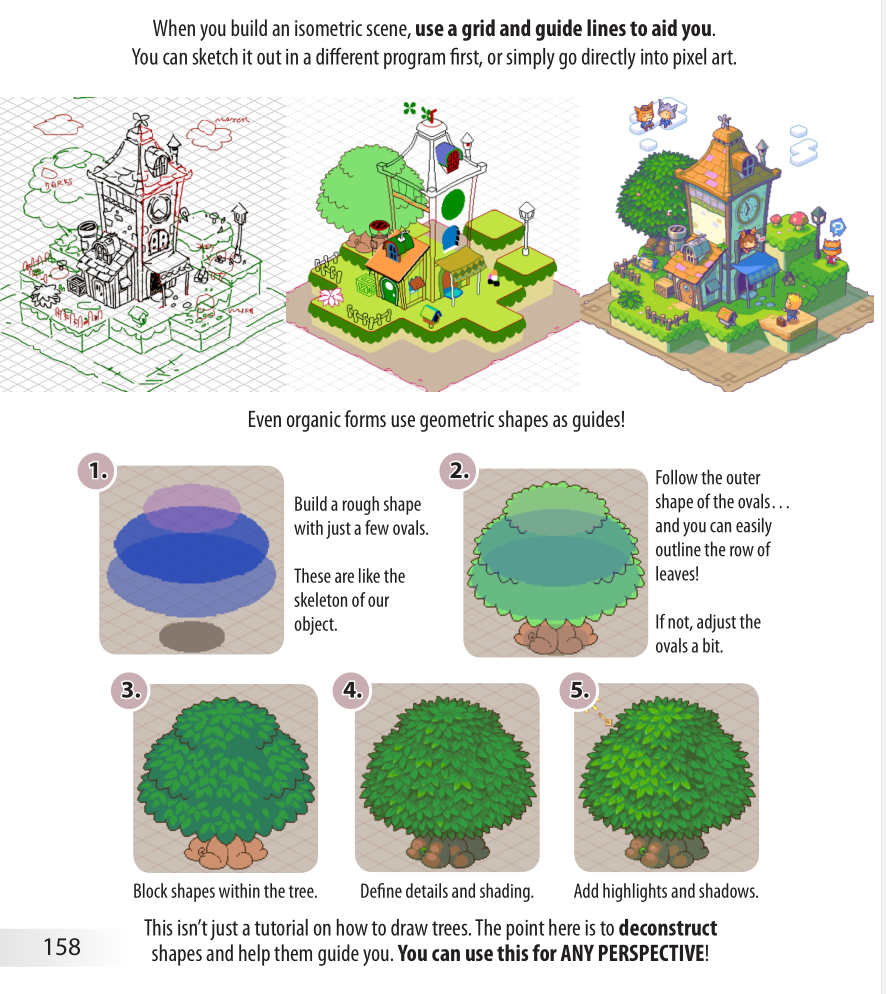 When you build an isometric scene, use a grid and guide lines to aid you.
You can sketch it out in a different program first, or simply go directly into pixel art.
Even organic forms use geometric shapes as guides!
1.
Build a rough shape
with just a few ovals.
These are like the
skeleton of our
object.
2.
Follow the outer
shape of the ovals...
and you can easily
outline the row of
leaves!
If not, adjust the
ovals a bit.
3.
4.
5.
Block shapes within the tree.
Define details and shading.
Add highlights and shadows.
This isn't just a tutorial on how to draw trees. The point here is to deconstruct
shapes and help them guide you. You can use this for ANY PERSPECTIVE!
158